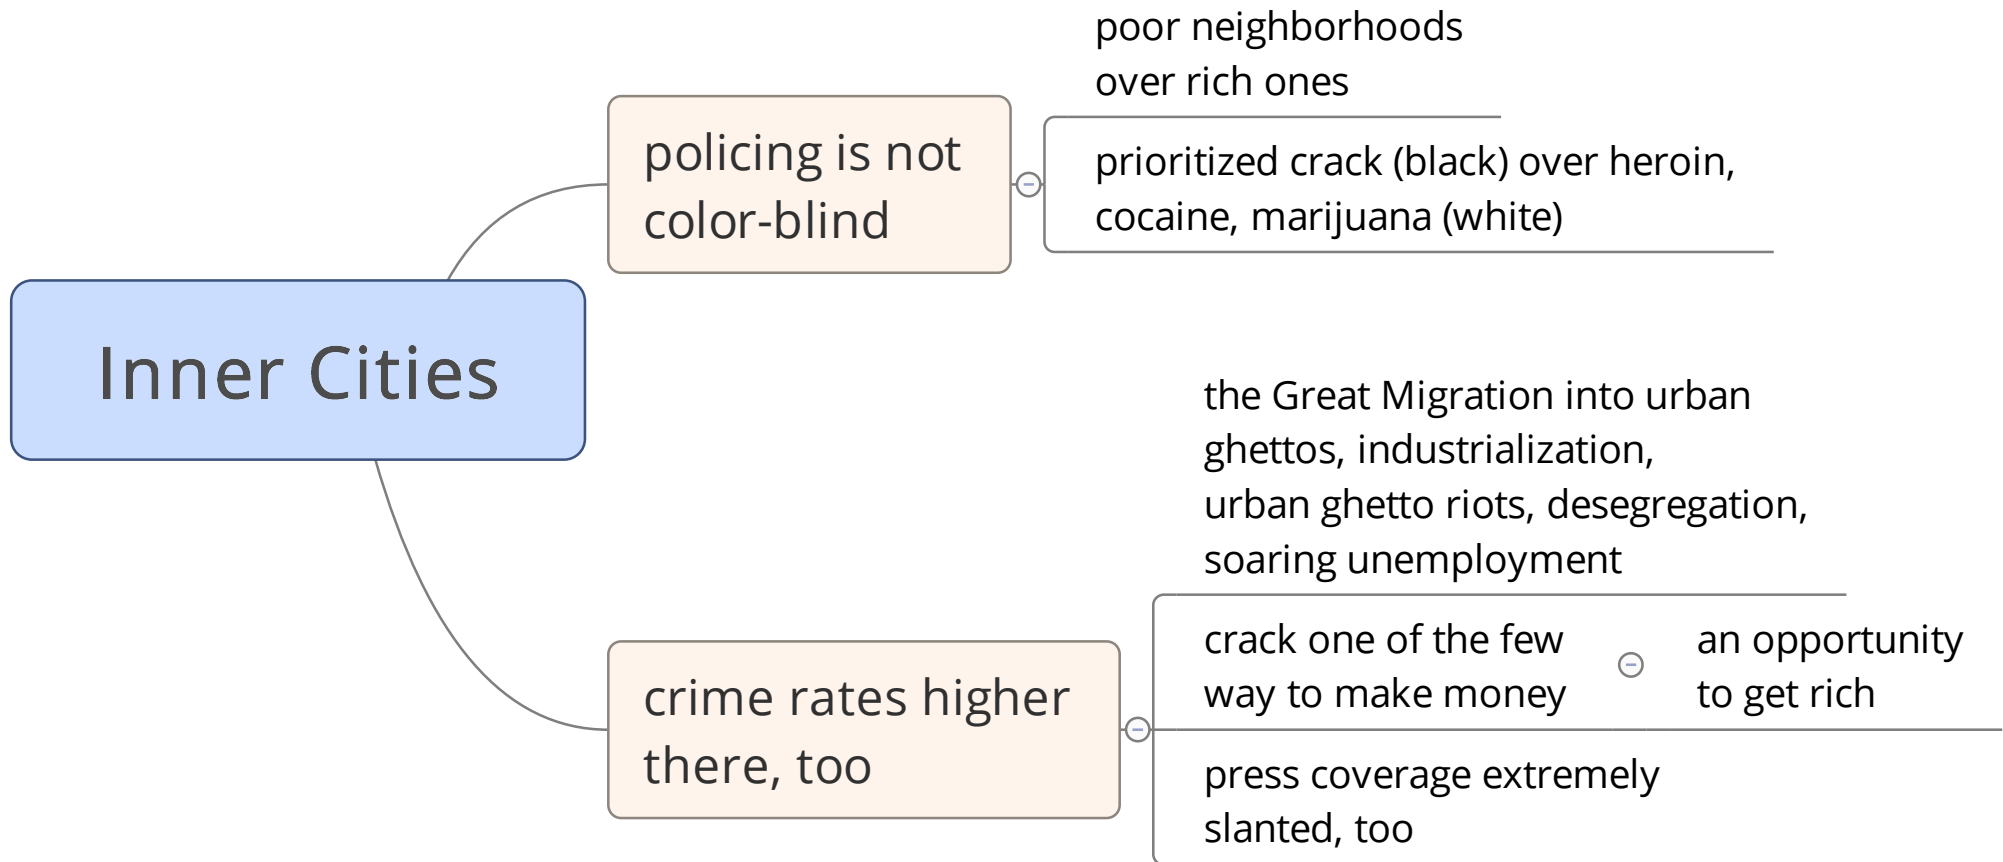 Inner Cities
policing is not
color-blind
poor neighborhoods
over rich ones
prioritized crack (black) over heroin,
cocaine, marijuana (white)
crime rates higher
there, too
the Great Migration into urban
ghettos, industrialization,
urban ghetto riots, desegregation,
soaring unemployment
crack one of the few
way to make money
an opportunity
to get rich
press coverage extremely
slanted, too